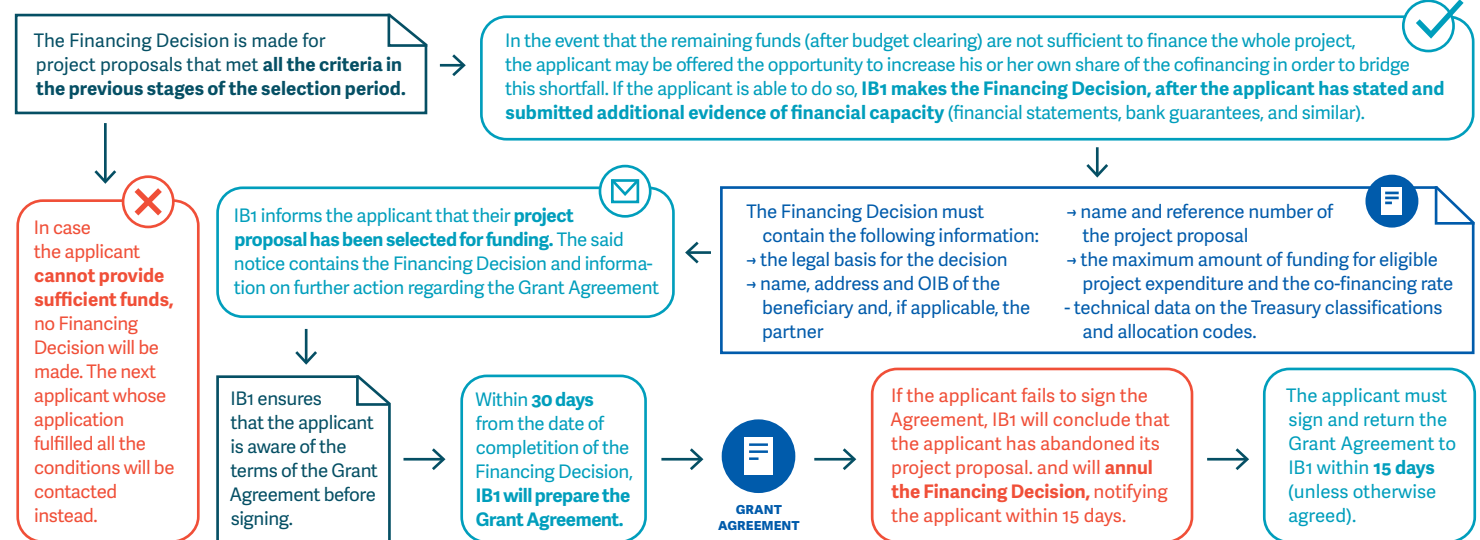 The Financing Decision is made for
project proposals that met all the criteria in
the previous stages of the selection period.
In the event that the remaining funds (after budget clearing) are not sufficient to finance the whole project,
the applicant may be offered the opportunity to increase his or her own share of the cofinancing in order to bridge
this shortfall. If the applicant is able to do so, IB1 makes the Financing Decision, after the applicant has stated and
submitted additional evidence of financial capacity (financial statements, bank guarantees, and similar).
In case
the applicant
cannot provide
sufficient funds,
no Financing
Decision will be
made. The next
applicant whose
application
fulfilled all the
conditions will be
contacted
instead.
IB1 informs the applicant that their project
proposal has been selected for funding. The said
notice contains the Financing Decision and informa-
tion on further action regarding the Grant Agreement
The Financing Decision must
contain the following information:
→ the legal basis for the decision
→ name, address and OIB of the
beneficiary and, if applicable, the
partner
→ name and reference number of
the project proposal
→ the maximum amount of funding for eligible
project expenditure and the co-financing rate
- technical data on the Treasury classifications
and allocation codes.
IB1 ensures
that the applicant
is aware of the
terms of the Grant
Agreement before
signing.
Within 30 days
from the date of
completition of the
Financing Decision,
IB1 will prepare the
Grant Agreement.
GRANT
AGREEMENT
If the applicant fails to sign the
Agreement, IB1 will conclude that
the applicant has abandoned its
project proposal. and will annul
the Financing Decision, notifying
the applicant within 15 days.
The applicant must
sign and return the
Grant Agreement to
IB1 within 15 days
(unless otherwise
agreed).